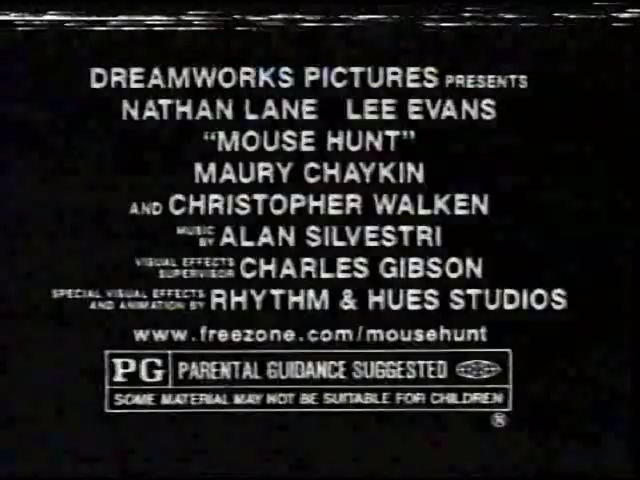 DREAMWORKS PICTURES PRESENTS
NATHAN LANE LEE EVANS
"MOUSE HUNT"
MAURY CHAYKIN
AND CHRISTOPHER WALKEN
MUSIC BY ALAN SILVESTRI
VISUAL EFFECTS SUPERVISOR CHARLES GIBSON
SPECIAL VISUAL EFFECTS AND ANIMATION BY RHYTHM & HUES STUDIOS
www.freezone.com/mousehunt
PG PARENTAL GUIDANCE SUGGESTED
SOME MATERIAL MAY NOT BE SUITABLE FOR CHILDREN
®